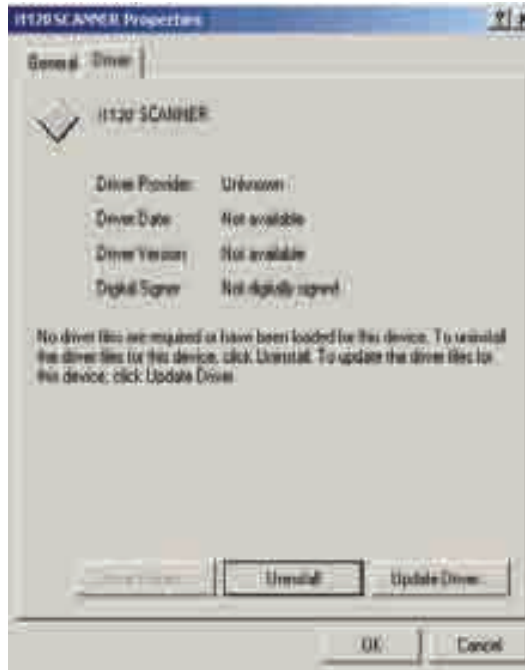 i1120 SCANNER Properties
General Driver
i1120 SCANNER
Driver Provider: Unknown
Driver Date: Not available
Driver Version: Not available
Digital Signer: Not digitally signed
No driver files are required or have been loaded for this device. To uninstall
the driver files for this device, click Uninstall. To update the driver files for
this device, click Update Driver.
Uninstall Update Driver...
OK Cancel